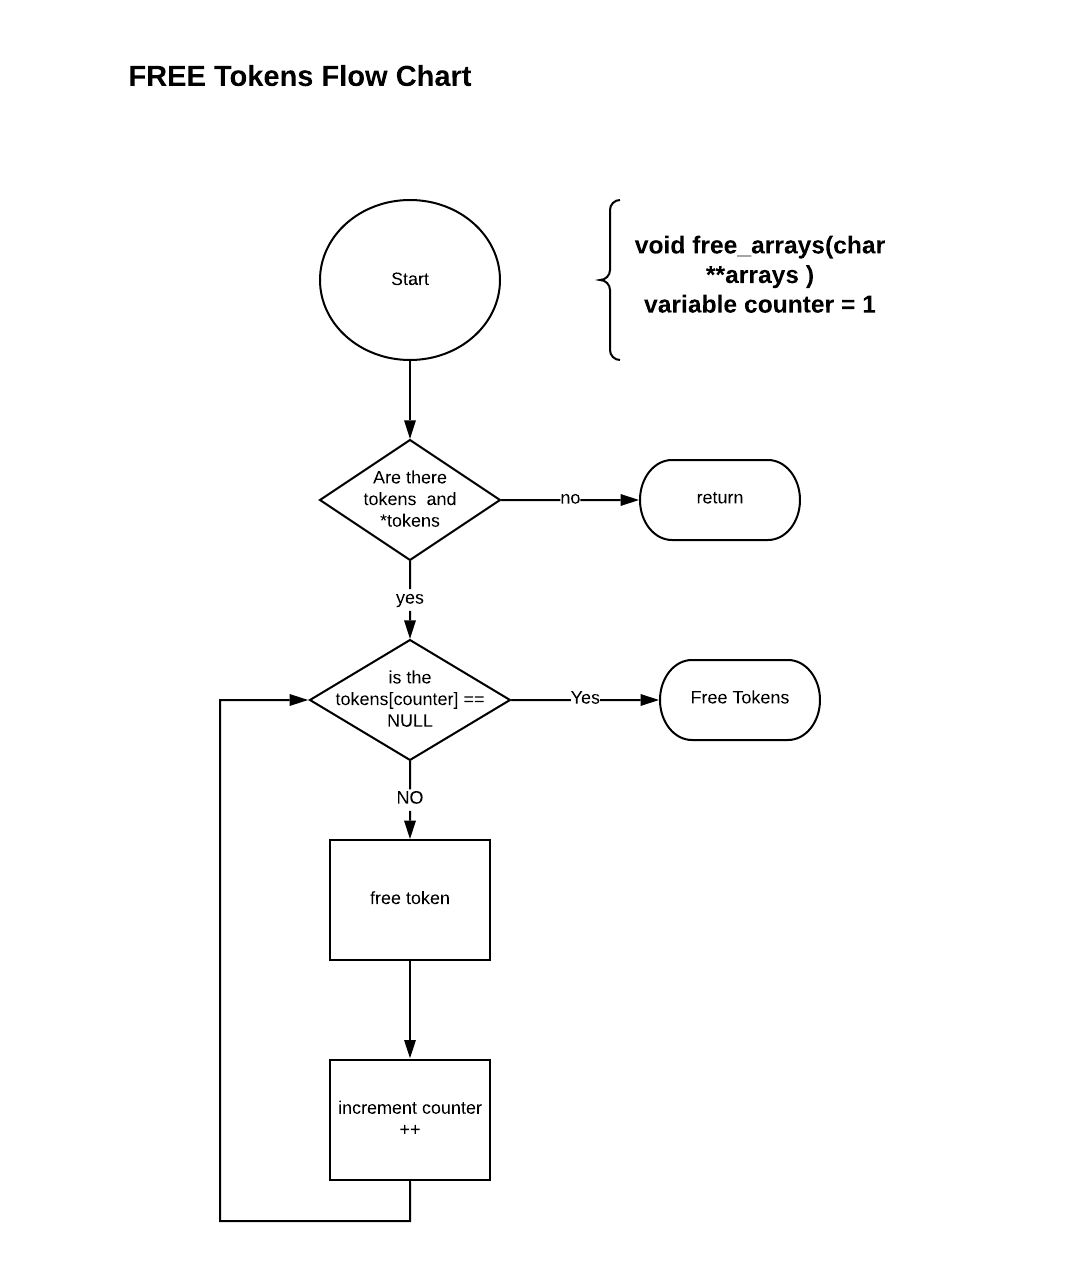 FREE Tokens Flow Chart
Start
void free_arrays(char
**arrays )
variable counter = 1
Are there
tokens  and
*tokens
no
return
yes
is the
tokens[counter] ==
NULL
Yes
Free Tokens
NO
free token
increment counter
++